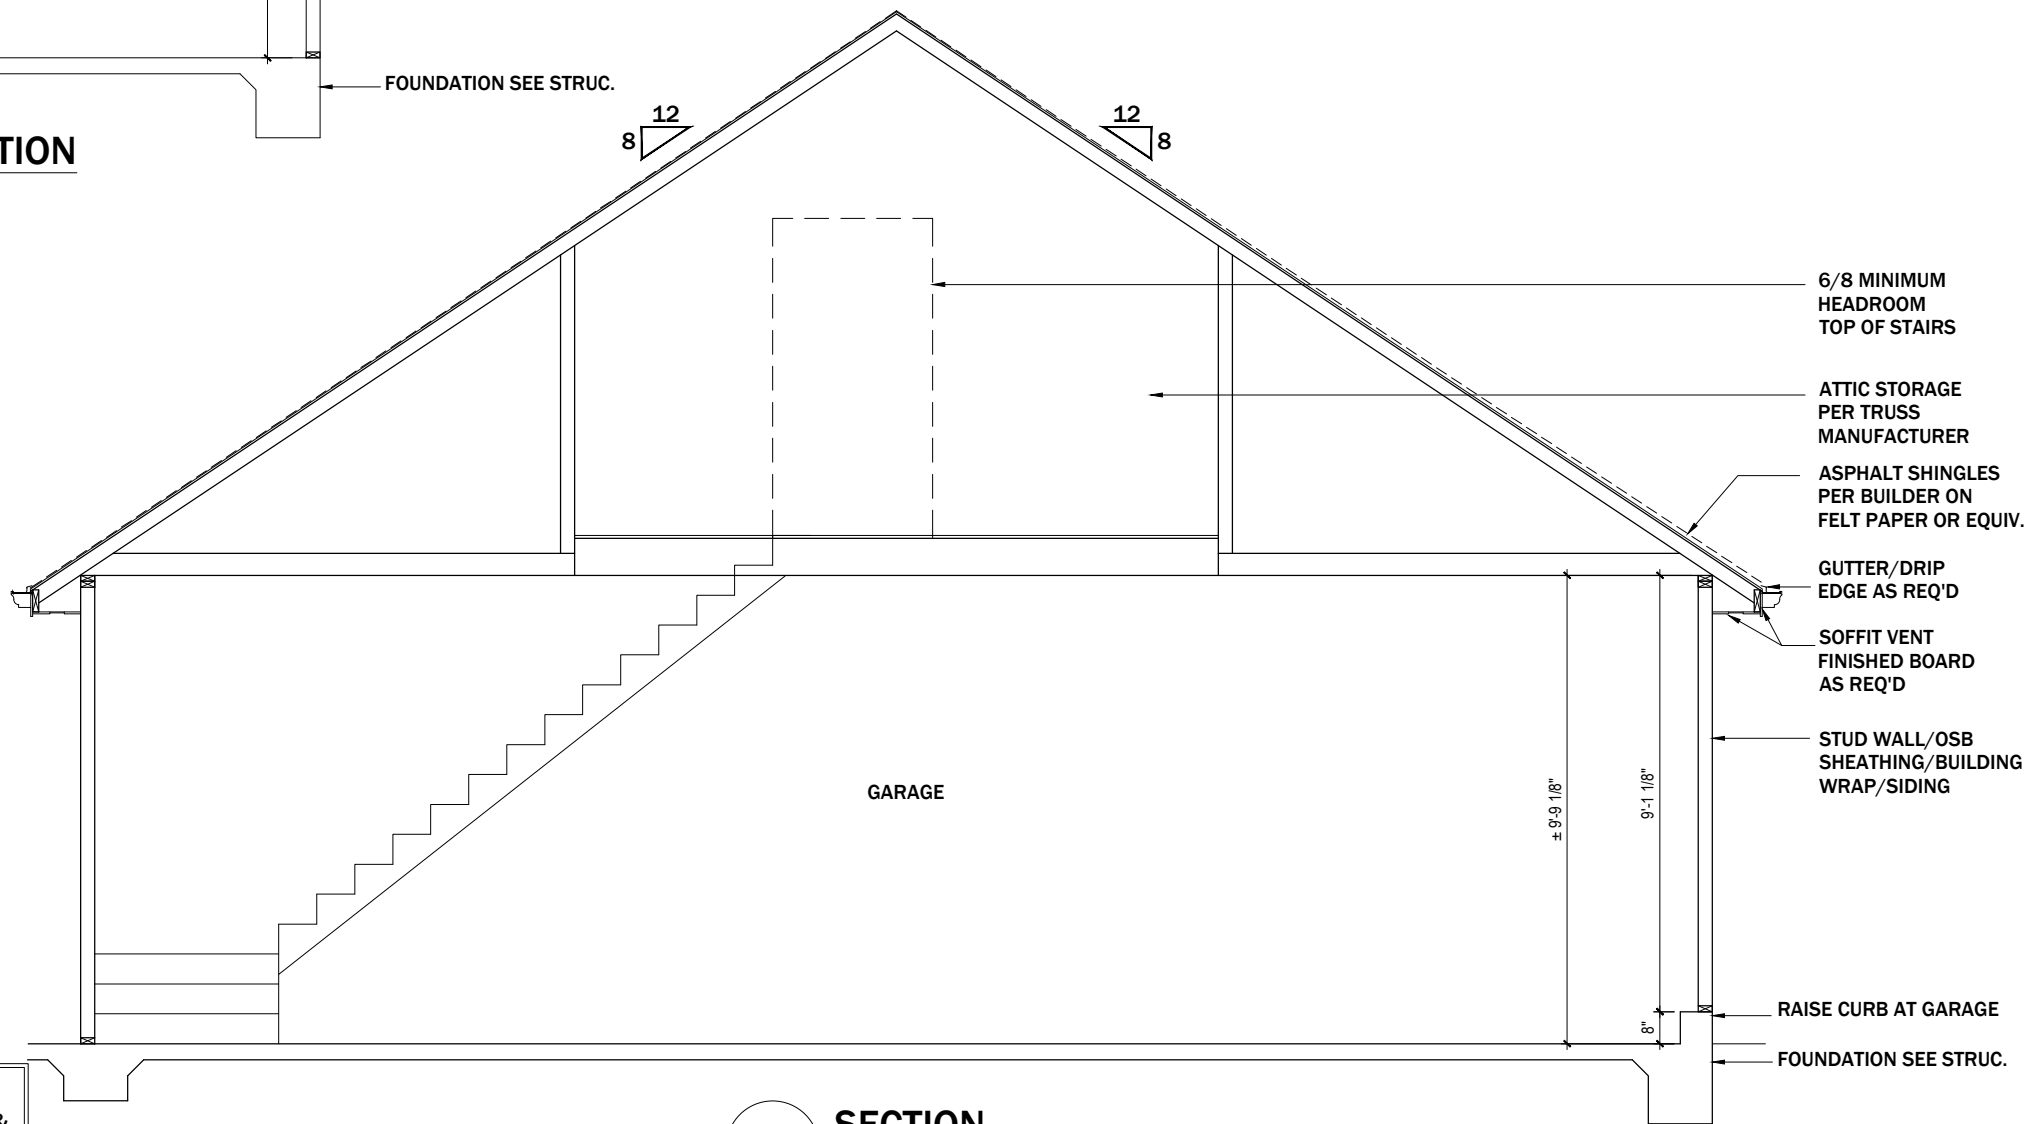 FOUNDATION SEE STRUC.
TION
12
8
12
8
6/8 MINIMUM
HEADROOM
TOP OF STAIRS
ATTIC STORAGE
PER TRUSS
MANUFACTURER
ASPHALT SHINGLES
PER BUILDER ON
FELT PAPER OR EQUIV.
GUTTER/DRIP
EDGE AS REQ'D
SOFFIT VENT
FINISHED BOARD
AS REQ'D
STUD WALL/OSB
SHEATHING/BUILDING
WRAP/SIDING
GARAGE
± 9'-9 1/8"
9'-1 1/8"
8"
RAISE CURB AT GARAGE
FOUNDATION SEE STRUC.
SECTION